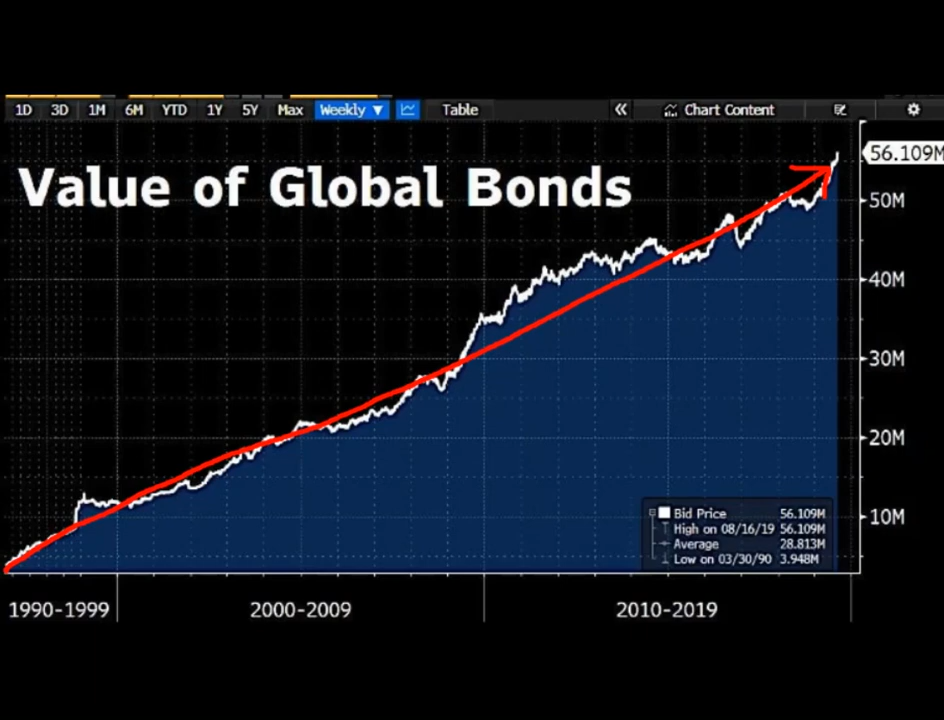 1D 3D 1M 6M YTD 1Y 5Y Max Weekly ▼ Table « Chart Content
Value of Global Bonds
56.109M
50M
40M
30M
20M
10M
Bid Price 56.109M
High on 08/16/19 56.109M
Average 28.813M
Low on 03/30/90 3.948M
1990-1999 2000-2009 2010-2019